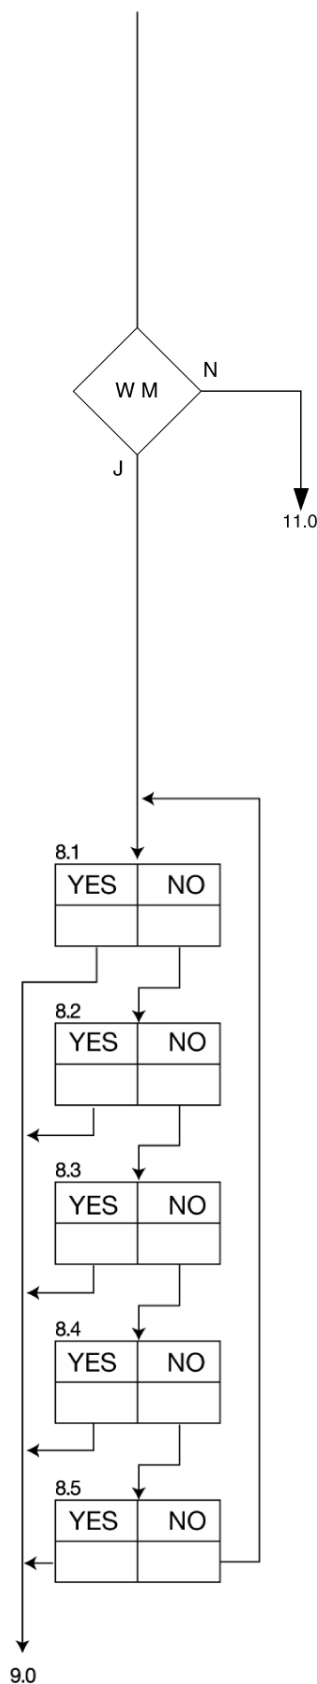 W M
N
J
11.0
8.1
YES NO
8.2
YES NO
8.3
YES NO
8.4
YES NO
8.5
YES NO
9.0